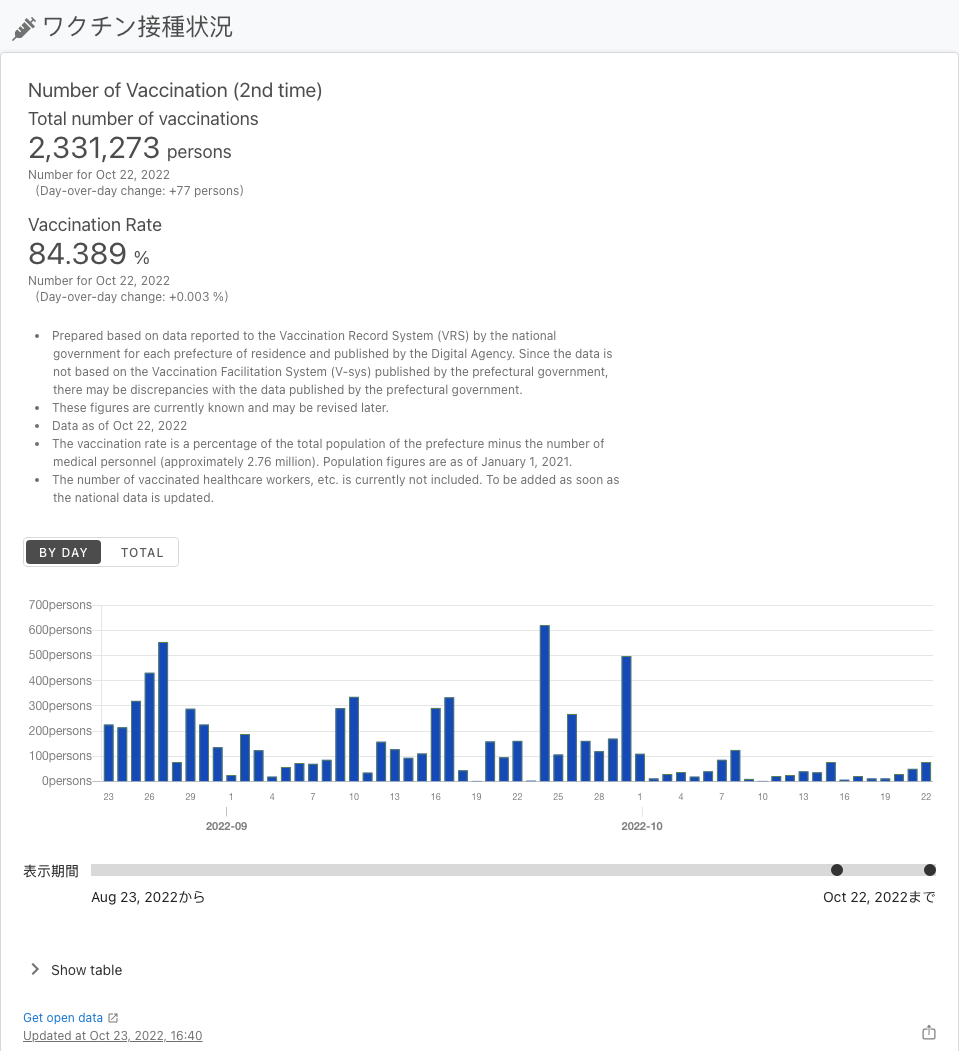 ワクチン接種状況
Number of Vaccination (2nd time)
Total number of vaccinations
2,331,273 persons
Number for Oct 22, 2022
(Day-over-day change: +77 persons)
Vaccination Rate
84.389 %
Number for Oct 22, 2022
(Day-over-day change: +0.003 %)
• Prepared based on data reported to the Vaccination Record System (VRS) by the national
government for each prefecture of residence and published by the Digital Agency. Since the data is
not based on the Vaccination Facilitation System (V-sys) published by the prefectural government,
there may be discrepancies with the data published by the prefectural government.
• These figures are currently known and may be revised later.
• Data as of Oct 22, 2022
• The vaccination rate is a percentage of the total population of the prefecture minus the number of
medical personnel (approximately 2.76 million). Population figures are as of January 1, 2021.
• The number of vaccinated healthcare workers, etc. is currently not included. To be added as soon as
the national data is updated.
BY DAY TOTAL
700persons
600persons
500persons
400persons
300persons
200persons
100persons
0persons
23 26 29 1 4 7 10 13 16 19 22 25 28 1 4 7 10 13 16 19 22
2022-09 2022-10
表示期間
Aug 23, 2022から Oct 22, 2022まで
Show table
Get open data
Updated at Oct 23, 2022, 16:40